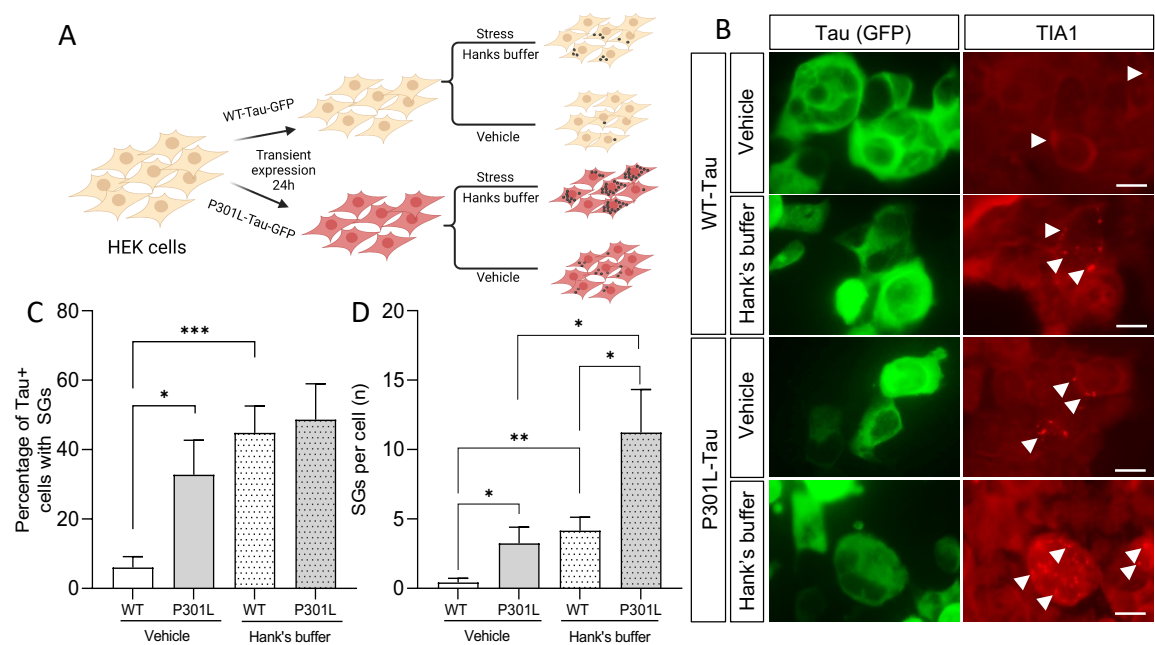 A
HEK cells
WT-Tau-GFP
Transient
expression
24h
P301L-Tau-GFP
Stress
Hanks buffer
Vehicle
Stress
Hanks buffer
Vehicle
B
Tau (GFP)
TIA1
WT-Tau
Vehicle
Hank's buffer
P301L-Tau
Vehicle
Hank's buffer
C
Percentage of Tau+
cells with SGs
80
60
40
20
0
***
*
WT
P301L
WT
P301L
Vehicle
Hank's buffer
D
SGs per cell (n)
20
15
10
5
0
*
*
**
*
WT
P301L
WT
P301L
Vehicle
Hank's buffer